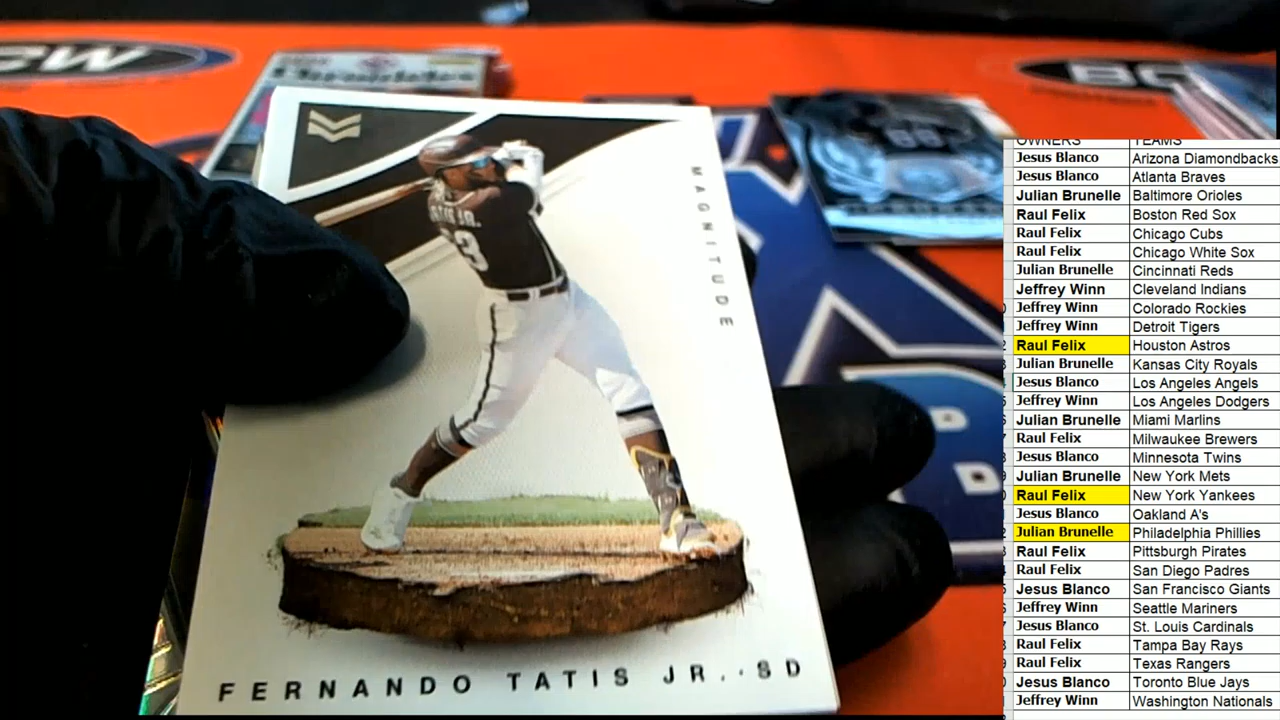 CW
Chronicles
BC
MAGNITUDE
TIS JR.
23
FERNANDO TATIS JR. · SD
OWNERS TEAMS
Jesus Blanco Arizona Diamondbacks
Jesus Blanco Atlanta Braves
Julian Brunelle Baltimore Orioles
Raul Felix Boston Red Sox
Raul Felix Chicago Cubs
Raul Felix Chicago White Sox
Julian Brunelle Cincinnati Reds
Jeffrey Winn Cleveland Indians
Jeffrey Winn Colorado Rockies
Jeffrey Winn Detroit Tigers
Raul Felix Houston Astros
Julian Brunelle Kansas City Royals
Jesus Blanco Los Angeles Angels
Jeffrey Winn Los Angeles Dodgers
Julian Brunelle Miami Marlins
Raul Felix Milwaukee Brewers
Jesus Blanco Minnesota Twins
Julian Brunelle New York Mets
Raul Felix New York Yankees
Jesus Blanco Oakland A's
Julian Brunelle Philadelphia Phillies
Raul Felix Pittsburgh Pirates
Raul Felix San Diego Padres
Jesus Blanco San Francisco Giants
Jeffrey Winn Seattle Mariners
Jesus Blanco St. Louis Cardinals
Raul Felix Tampa Bay Rays
Raul Felix Texas Rangers
Jesus Blanco Toronto Blue Jays
Jeffrey Winn Washington Nationals